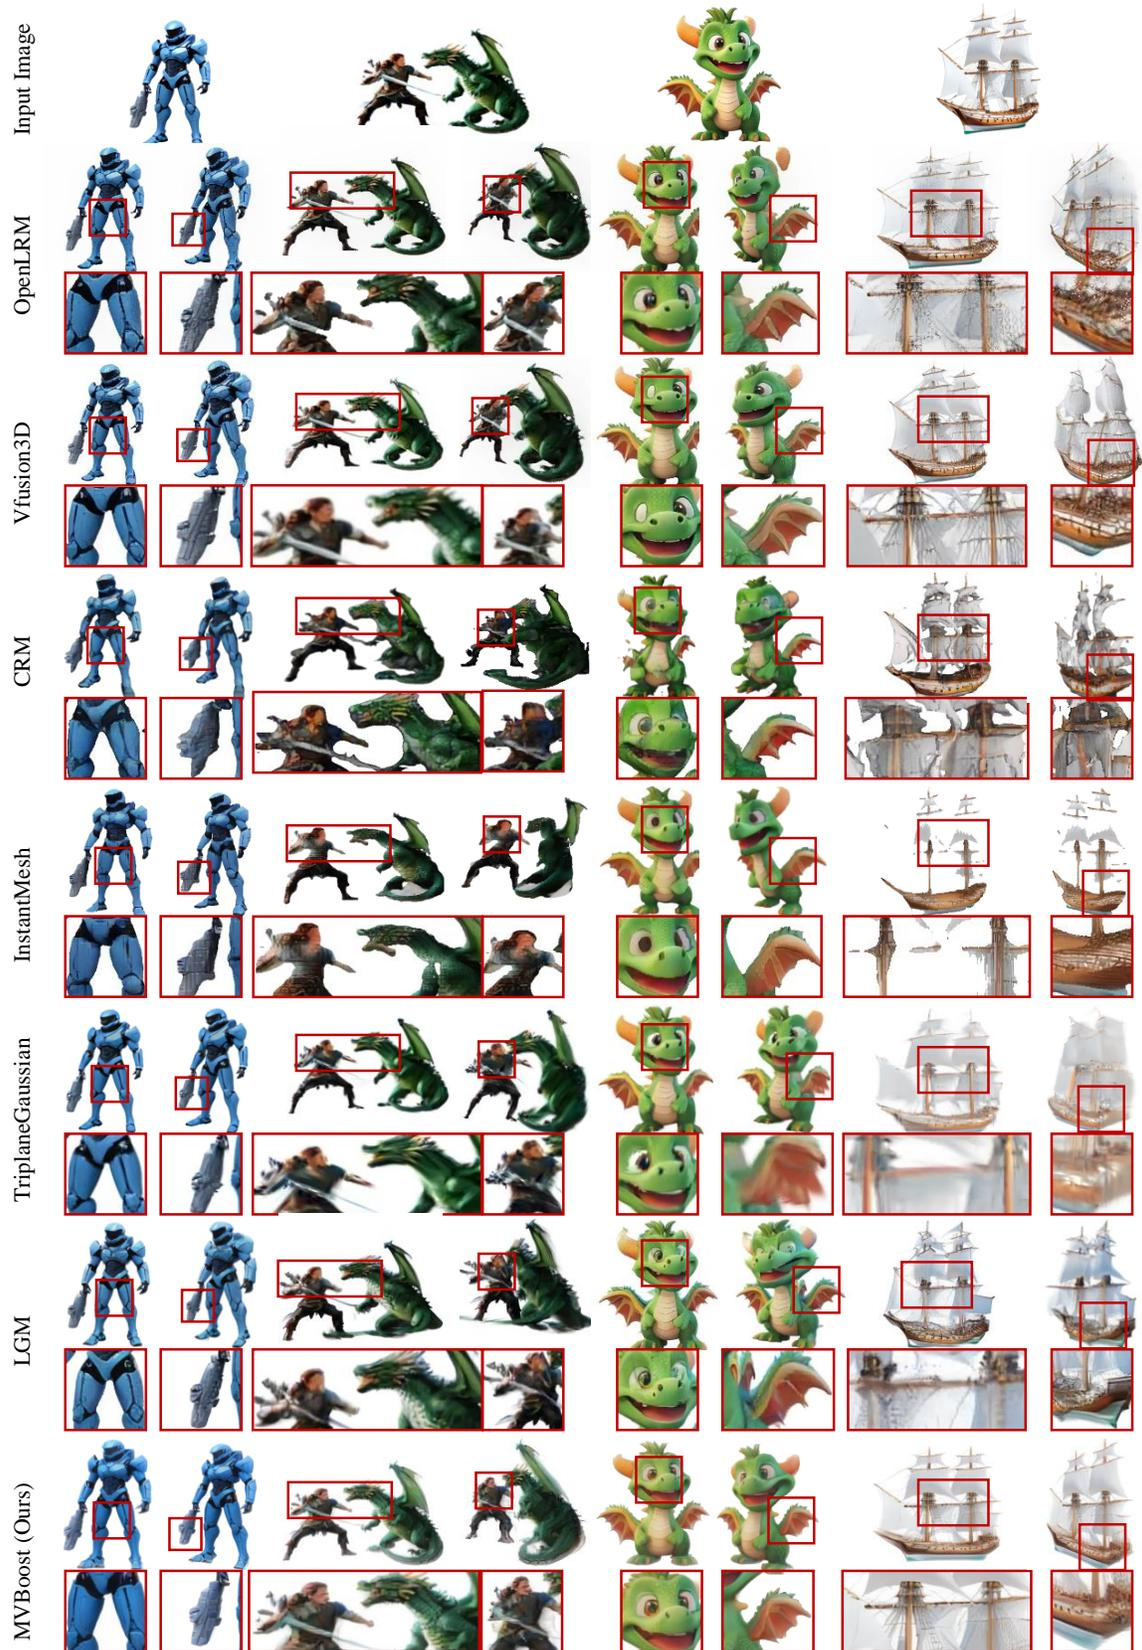 Input Image
OpenLRM
Vfusion3D
CRM
InstantMesh
TriplaneGaussian
LGM
MVBoost (Ours)